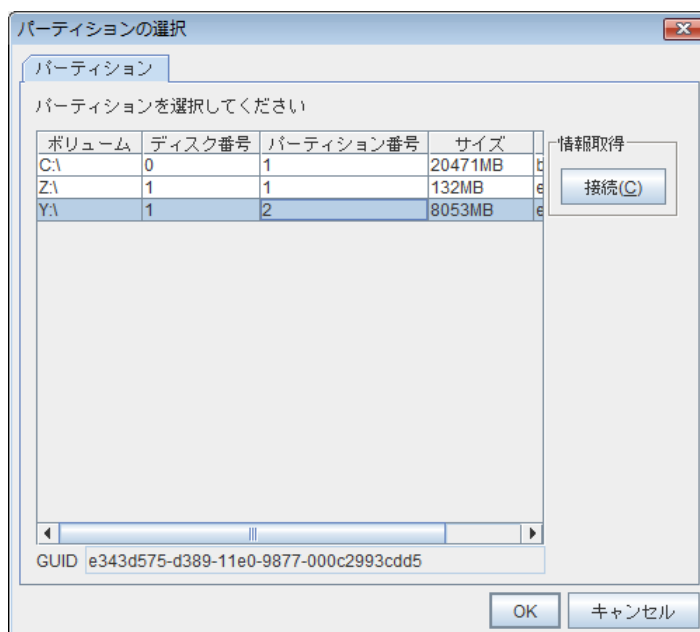 パーティションの選択
パーティション
パーティションを選択してください
ボリューム ディスク番号 パーティション番号 サイズ
C:\ 0 1 20471MB b
Z:\ 1 1 132MB e
Y:\ 1 2 8053MB e
情報取得
接続(C)
GUID e343d575-d389-11e0-9877-000c2993cdd5
OK キャンセル